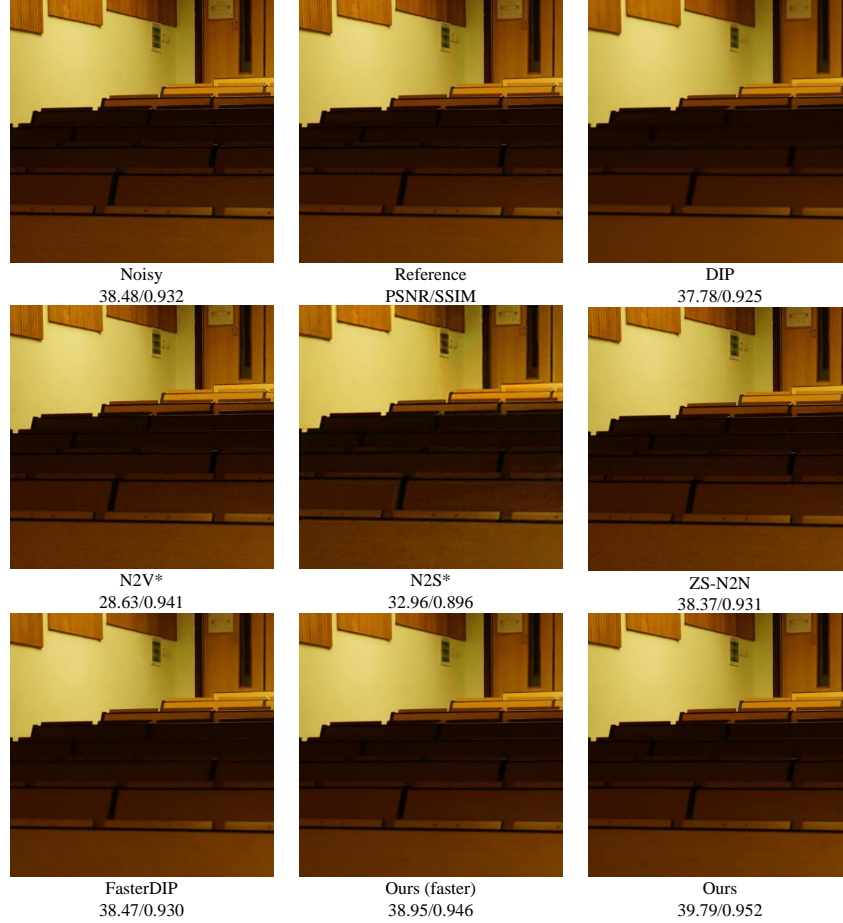 Noisy
38.48/0.932
Reference
PSNR/SSIM
DIP
37.78/0.925
N2V*
28.63/0.941
N2S*
32.96/0.896
ZS-N2N
38.37/0.931
FasterDIP
38.47/0.930
Ours (faster)
38.95/0.946
Ours
39.79/0.952